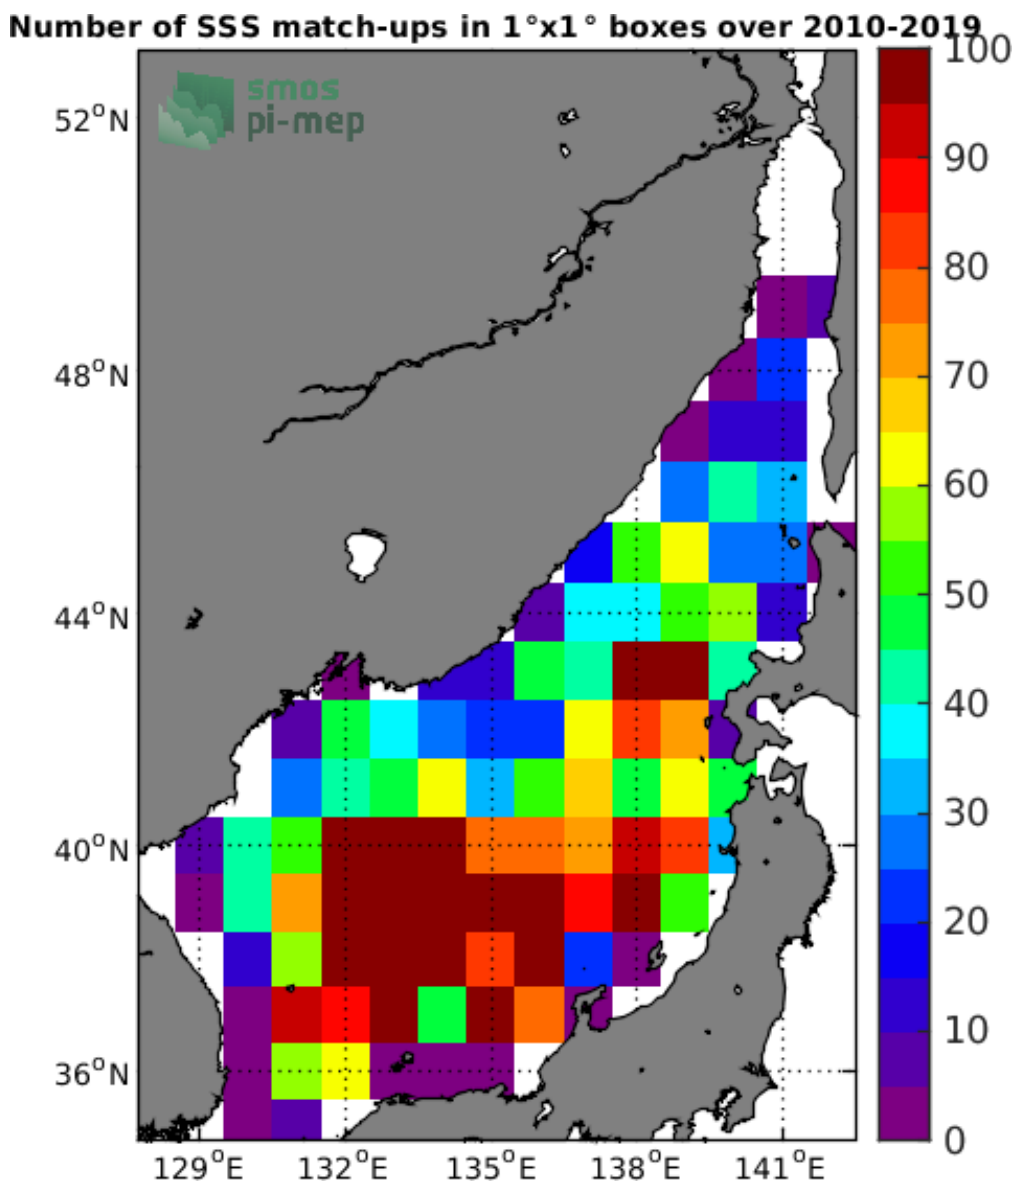 Number of SSS match-ups in 1°x1° boxes over 2010-2019
smos
pi-mep
52°N
48°N
44°N
40°N
36°N
129°E
132°E
135°E
138°E
141°E
100
90
80
70
60
50
40
30
20
10
0